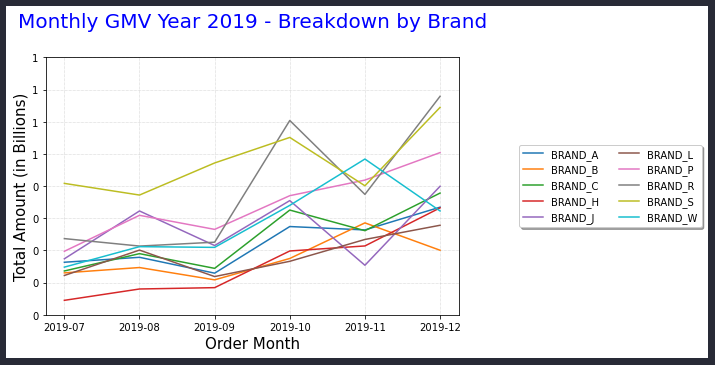 Monthly GMV Year 2019 - Breakdown by Brand
Total Amount (in Billions)
1
1
1
1
0
0
0
0
0
2019-07 2019-08 2019-09 2019-10 2019-11 2019-12
Order Month
BRAND_A BRAND_L
BRAND_B BRAND_P
BRAND_C BRAND_R
BRAND_H BRAND_S
BRAND_J BRAND_W